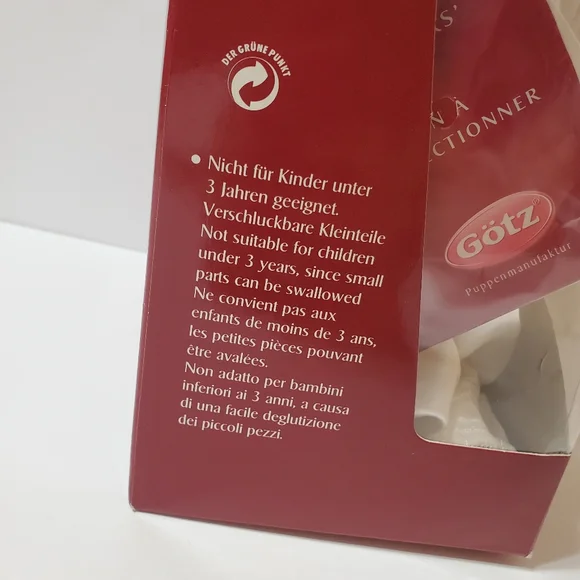 DER GRÜNE PUNKT
• Nicht für Kinder unter
3 Jahren geeignet.
Verschluckbare Kleinteile
Not suitable for children
under 3 years, since small
parts can be swallowed
Ne convient pas aux
enfants de moins de 3 ans,
les petites pièces pouvant
être avalées.
Non adatto per bambini
inferiori ai 3 anni, a causa
di una facile deglutizione
dei piccoli pezzi.
N A
ECTIONNER
Götz
Puppenmanufaktur